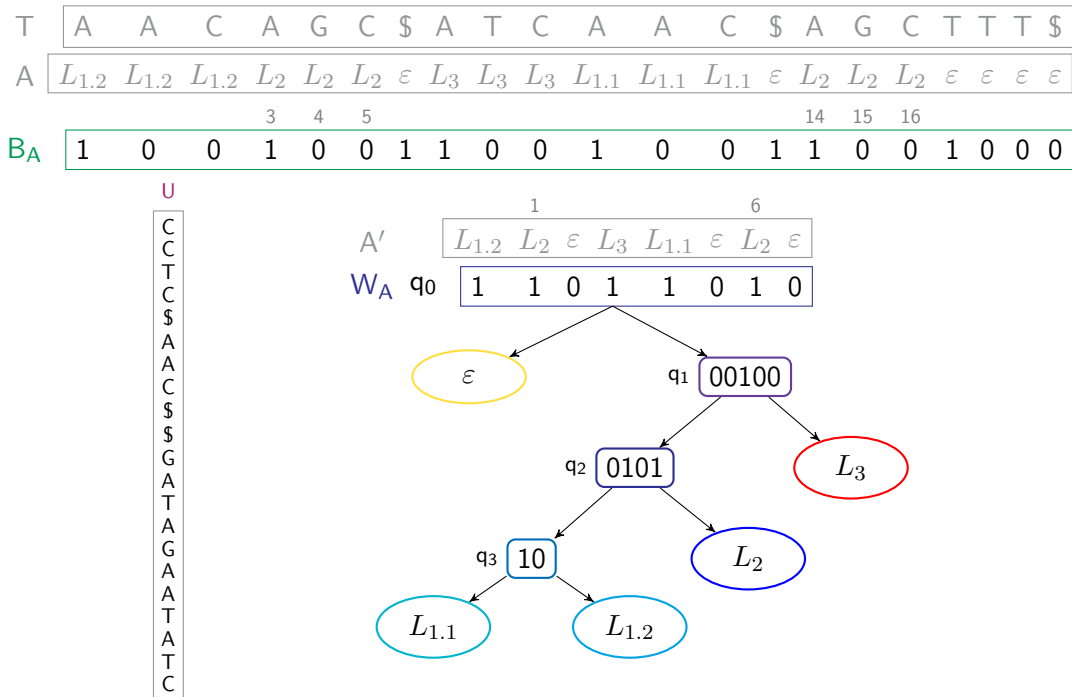 T A A C A G C $ A T C A A C $ A G C T T T $
A L1.2 L1.2 L1.2 L2 L2 L2 ε L3 L3 L3 L1.1 L1.1 L1.1 ε L2 L2 L2 ε ε ε ε
3 4 5 14 15 16
BA 1 0 0 1 0 0 1 1 0 0 1 0 0 1 1 0 0 1 0 0 0
U
C
C
T
C
$
A
A
C
$
$
G
A
T
A
G
A
A
T
A
T
C
1 6
A′ L1.2 L2 ε L3 L1.1 ε L2 ε
WA q0 1 1 0 1 1 0 1 0
ε q1 00100
q2 0101 L3
q3 10 L2
L1.1 L1.2